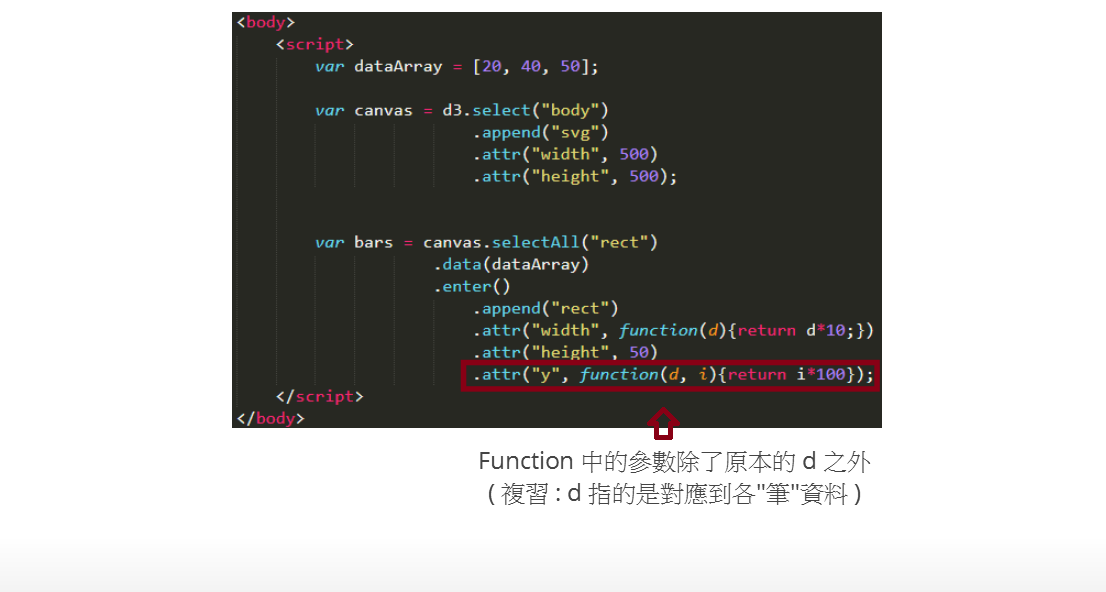 <body>
<script>
var dataArray = [20, 40, 50];
var canvas = d3.select("body")
.append("svg")
.attr("width", 500)
.attr("height", 500);
var bars = canvas.selectAll("rect")
.data(dataArray)
.enter()
.append("rect")
.attr("width", function(d){return d*10;})
.attr("height", 50)
.attr("y", function(d, i){return i*100});
</script>
</body>
Function 中的參數除了原本的 d 之外
( 複習 : d 指的是對應到各"筆"資料 )